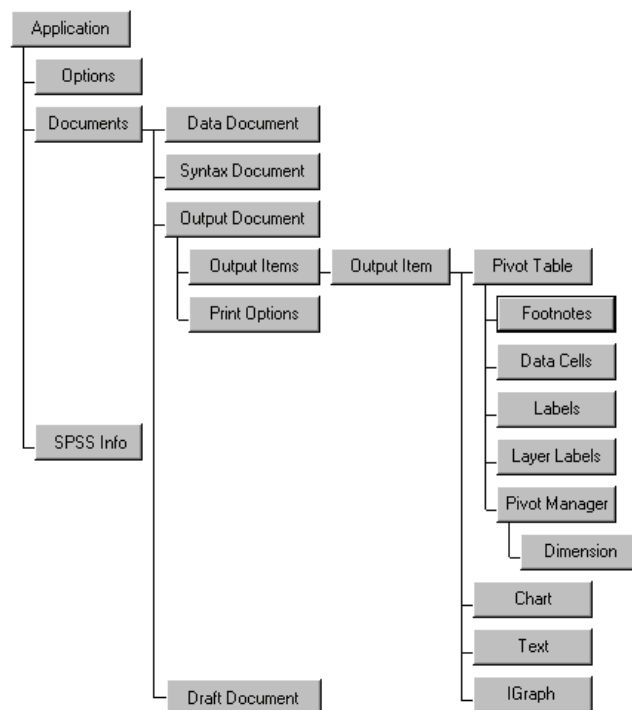 Application
Options
Documents
Data Document
Syntax Document
Output Document
Output Items
Output Item
Pivot Table
Print Options
Footnotes
Data Cells
Labels
SPSS Info
Layer Labels
Pivot Manager
Dimension
Chart
Text
Draft Document
IGraph